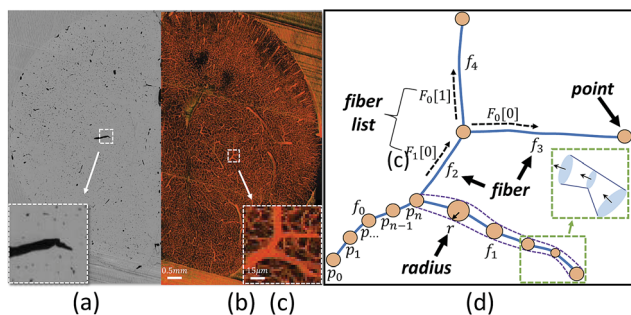 0.5mm
15μm
(a)
(b)
(c)
F₀[1]
f₄
fiber
list
F₀[0]
point
(c)
F₁[0]
f₂
fiber
f₃
f₀
pₙ
pₙ₋₁
p...
p₁
p₀
r
f₁
radius
(d)